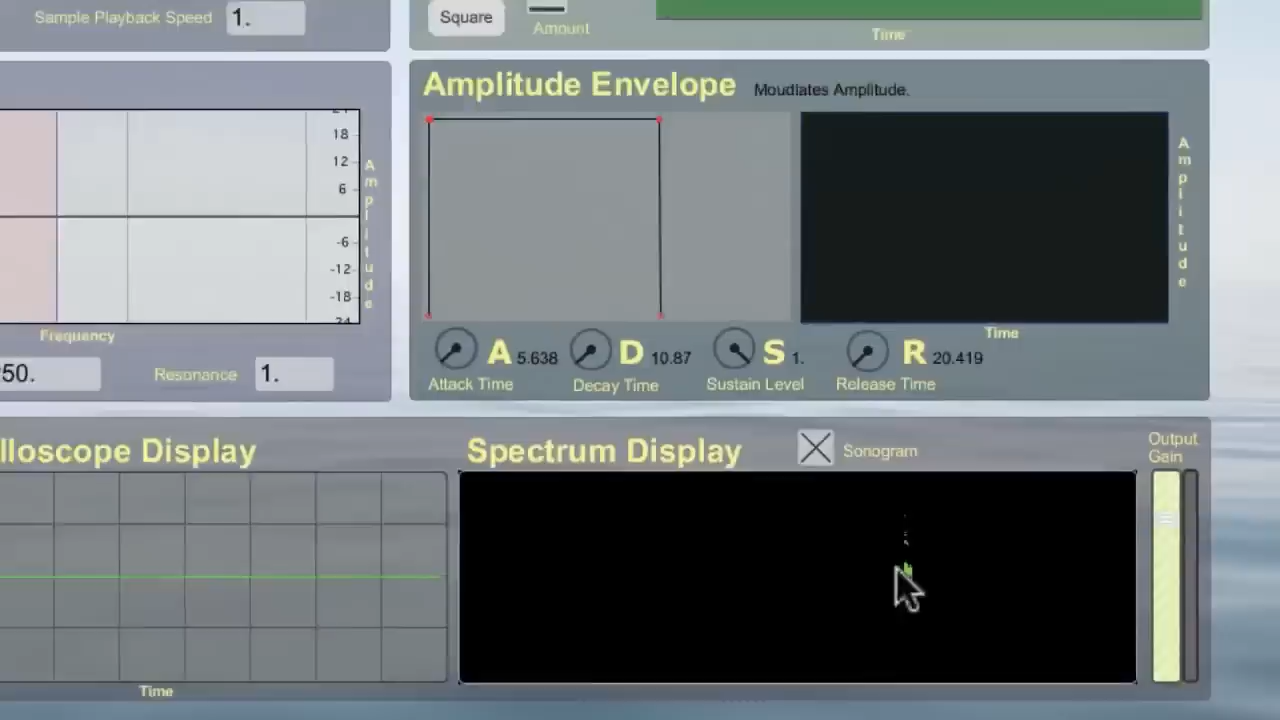 Sample Playback Speed 1.
Square
Amount
Time
Amplitude Envelope Moudlates Amplitude.
18
12
6
-6
-12
-18
Amplitude
Frequency
50.
Resonance 1.
Amplitude
Time
A 5.638 D 10.87 S 1. R 20.419
Attack Time Decay Time Sustain Level Release Time
lloscope Display
Time
Spectrum Display Sonogram
Output
Gain